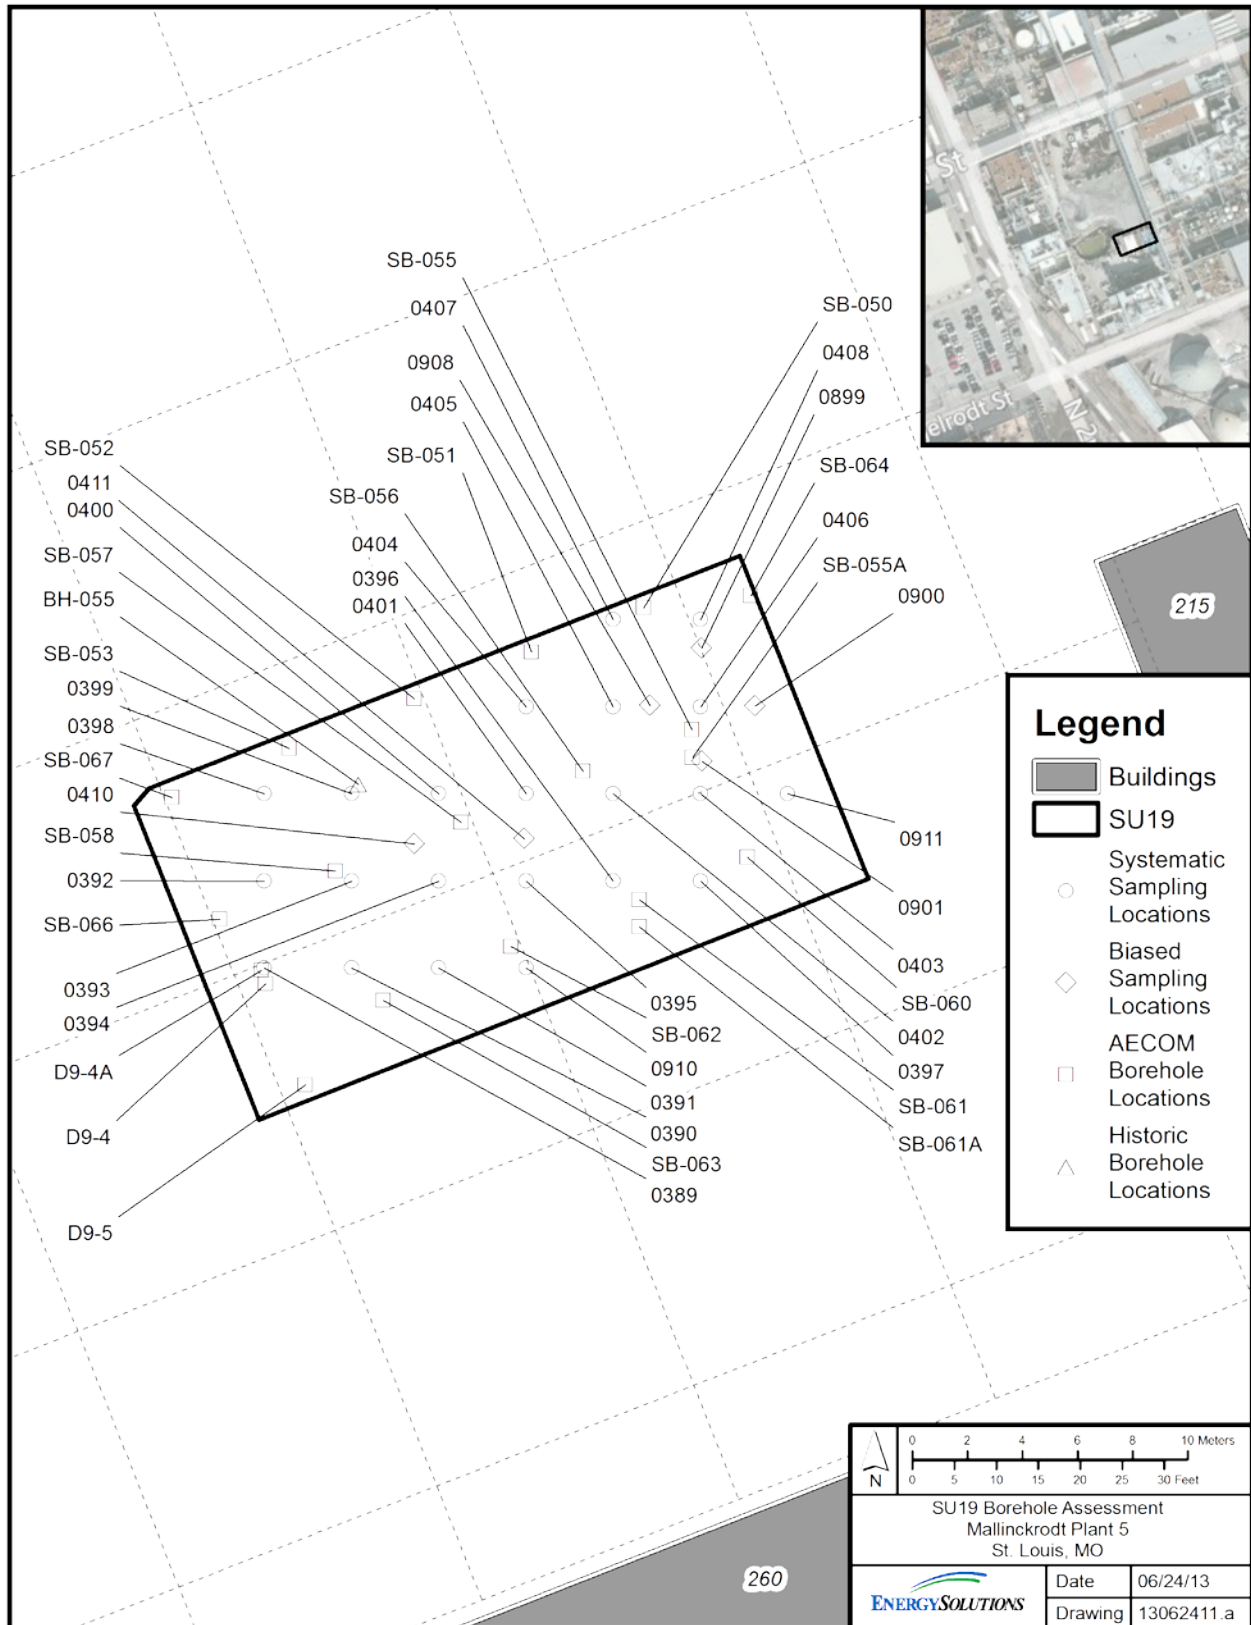 St
elrodt St
N 2
SB-055
0407
0908
0405
SB-051
SB-056
0404
0396
0401
SB-050
0408
0899
SB-064
0406
SB-055A
0900
SB-052
0411
0400
SB-057
BH-055
SB-053
0399
0398
SB-067
0410
SB-058
0392
SB-066
0393
0394
D9-4A
D9-4
D9-5
0911
0901
0403
SB-060
0402
0397
SB-061
SB-061A
0395
SB-062
0910
0391
0390
SB-063
0389
215
260
Legend
Buildings
SU19
Systematic
Sampling
Locations
Biased
Sampling
Locations
AECOM
Borehole
Locations
Historic
Borehole
Locations
N
0 2 4 6 8 10 Meters
0 5 10 15 20 25 30 Feet
SU19 Borehole Assessment
Mallinckrodt Plant 5
St. Louis, MO
ENERGYSOLUTIONS
Date 06/24/13
Drawing 13062411.a